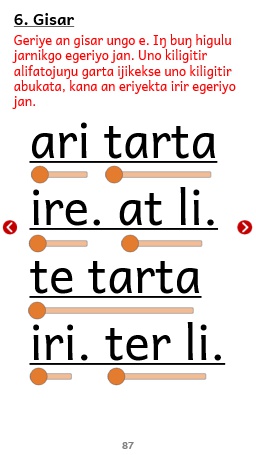 6. Gisar
Geriye an gisar ungo e. Iŋ buŋ higulu
jarnikgo egeriyo jan. Uno kiligitir
alifatojuŋu garta ijikekse uno kiligitir
abukata, kana an eriyekta irir egeriyo
jan.
ari tarta
ire. at li.
te tarta
iri. ter li.
87